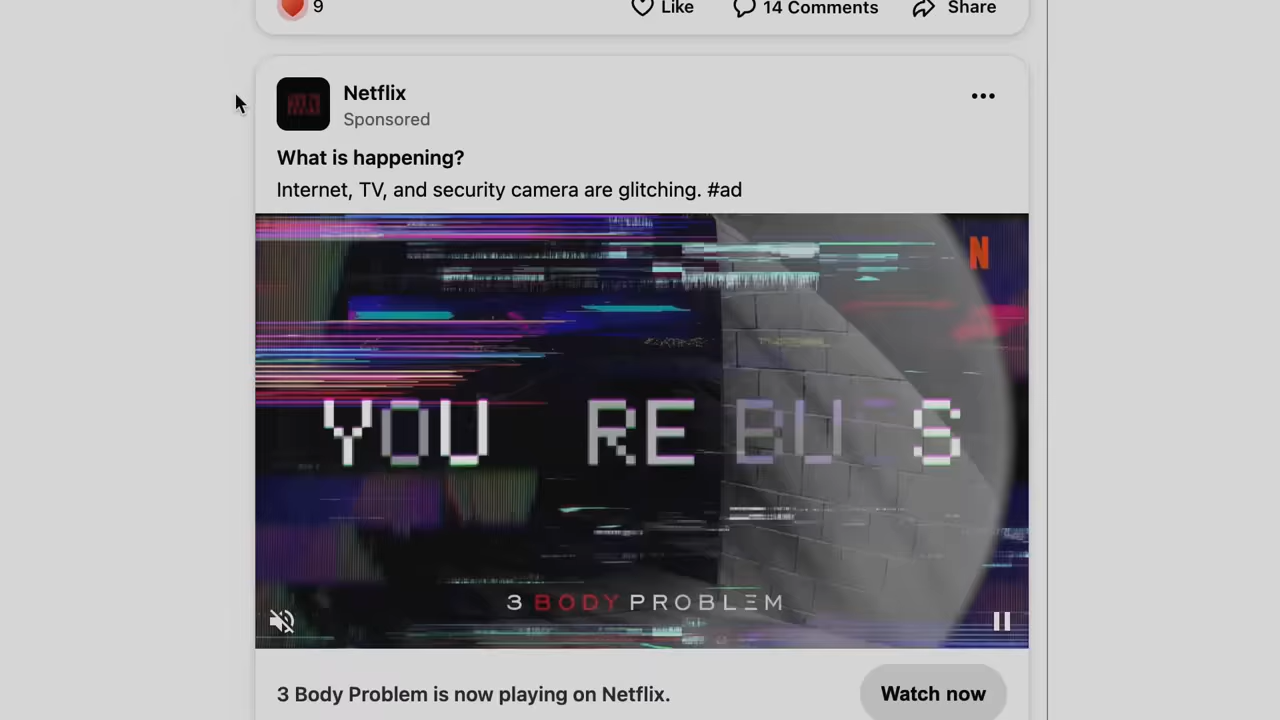 9 Like 14 Comments Share
Netflix
Sponsored
What is happening?
Internet, TV, and security camera are glitching. #ad
N
YOU RE BU S
3 BODY PROBLEM
3 Body Problem is now playing on Netflix.
Watch now